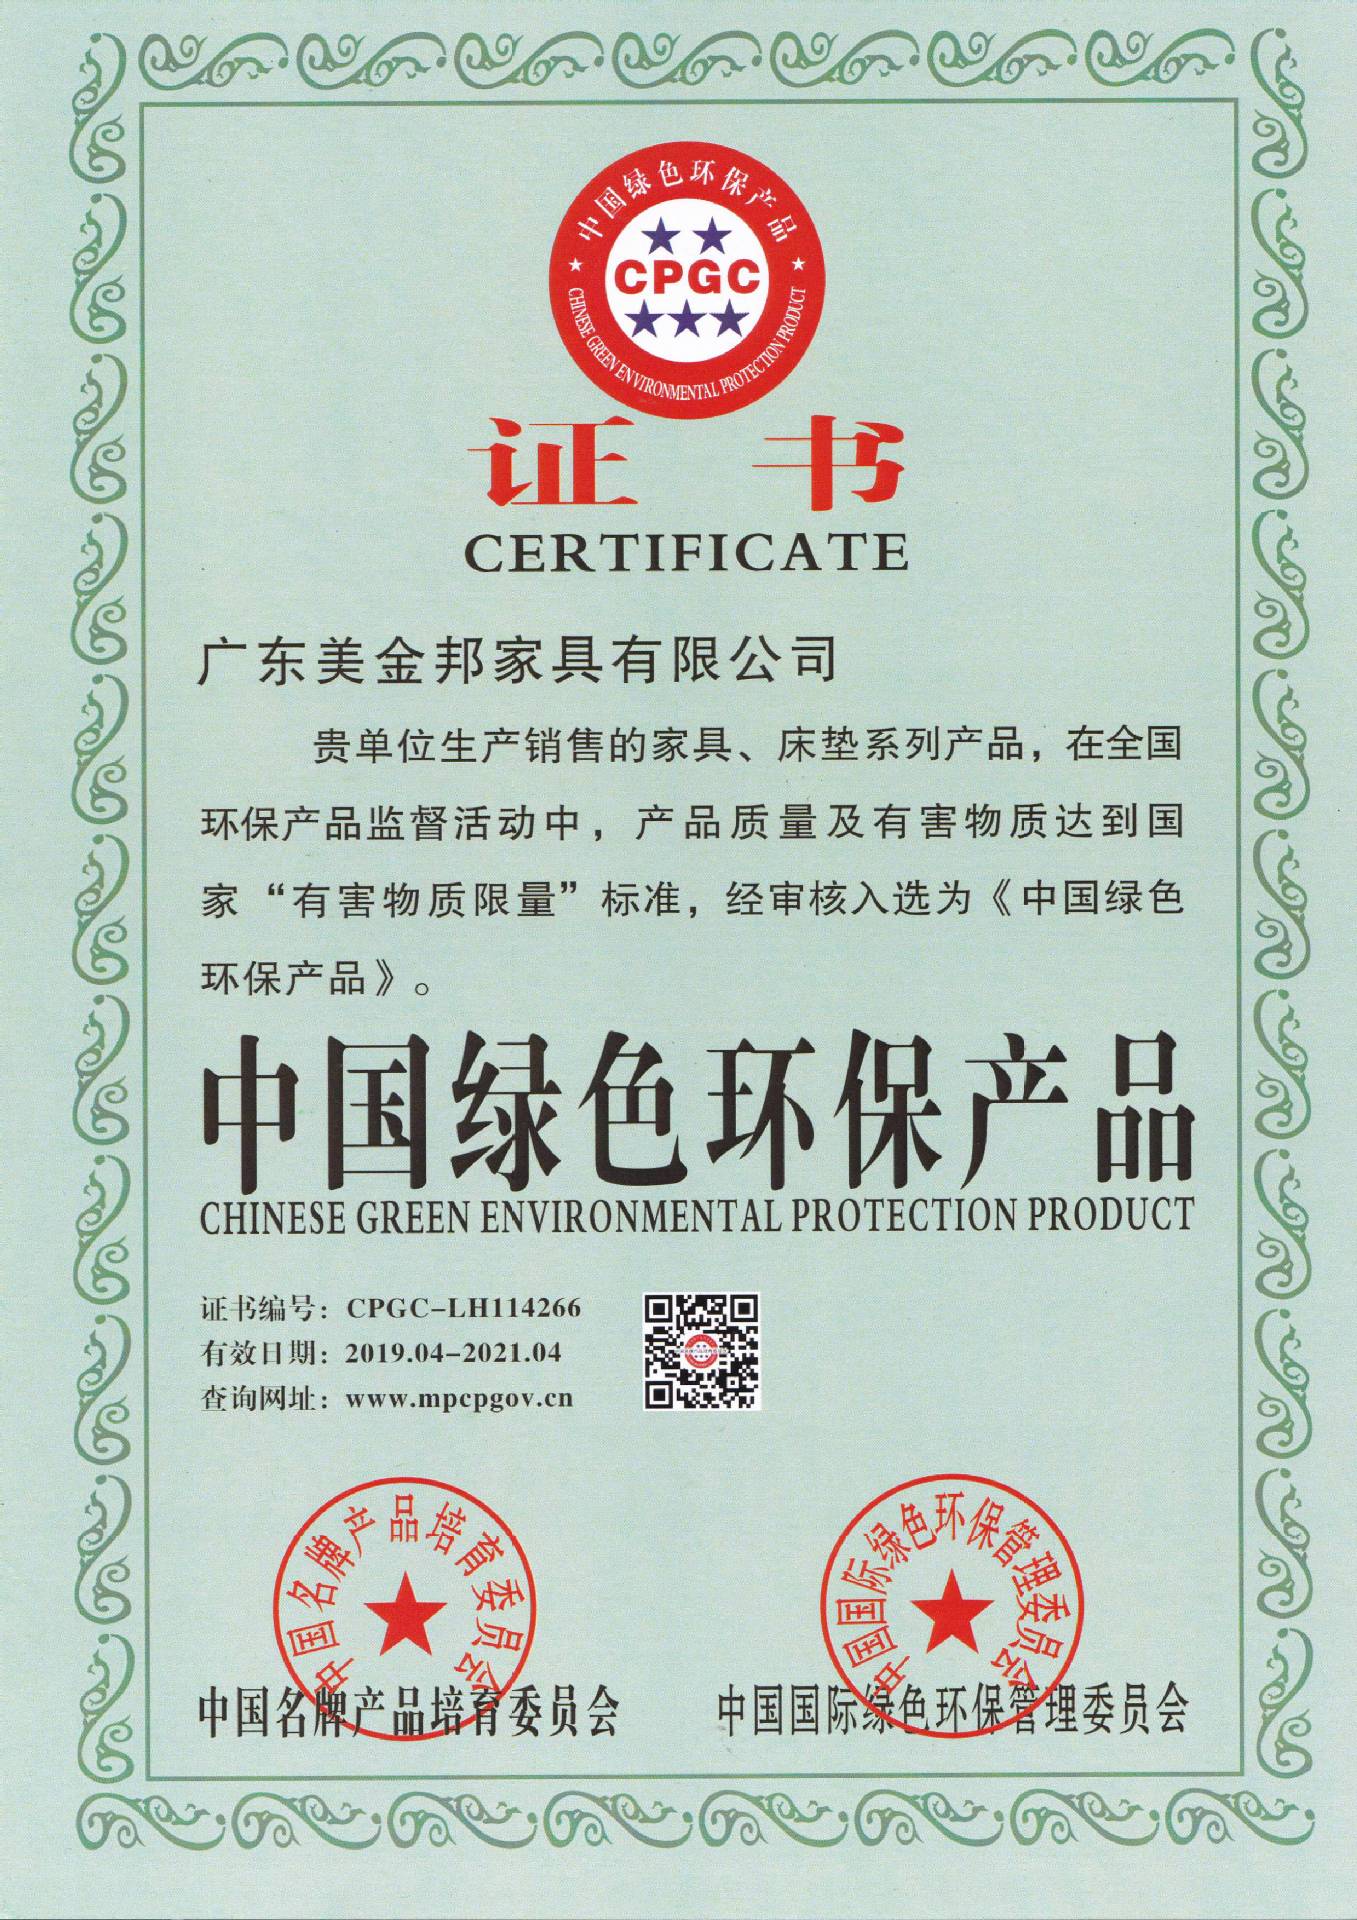 中国绿色环保产品
CPGC
CHINESE GREEN ENVIRONMENTAL PROTECTION PRODUCT
证书
CERTIFICATE
广东美金邦家具有限公司
贵单位生产销售的家具、床垫系列产品，在全国
环保产品监督活动中，产品质量及有害物质达到国
家“有害物质限量”标准，经审核入选为《中国绿色
环保产品》。
中国绿色环保产品
CHINESE GREEN ENVIRONMENTAL PROTECTION PRODUCT
证书编号：CPGC-LH114266
有效日期：2019.04-2021.04
查询网址：www.mpcpgov.cn
中国名牌产品培育委员会
中国名牌产品培育委员会
中国国际绿色环保管理委员会
中国国际绿色环保管理委员会